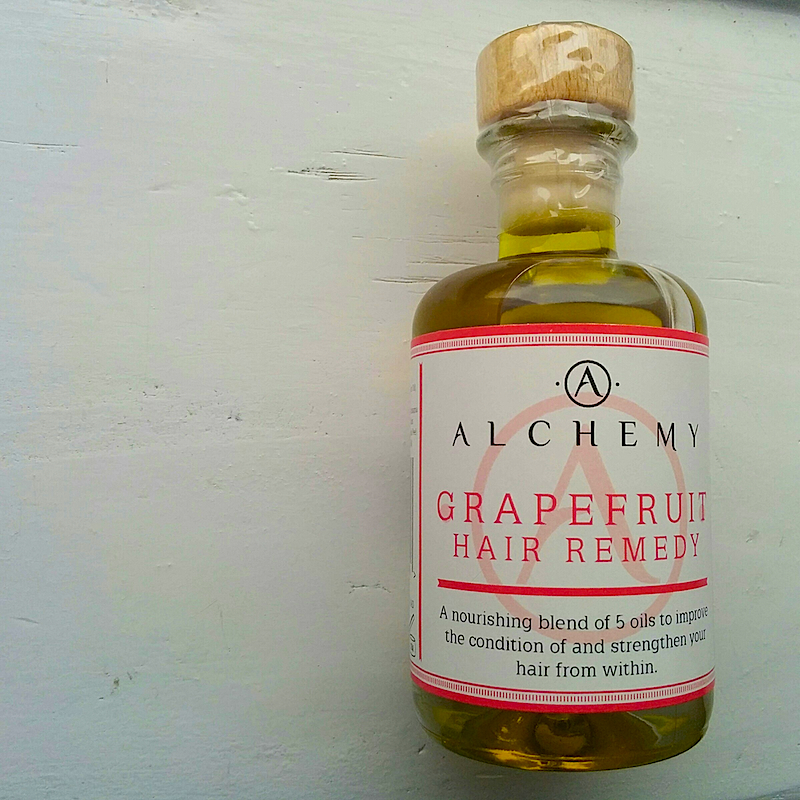 A
ALCHEMY
GRAPEFRUIT
HAIR REMEDY
A nourishing blend of 5 oils to improve
the condition of and strengthen your
hair from within.